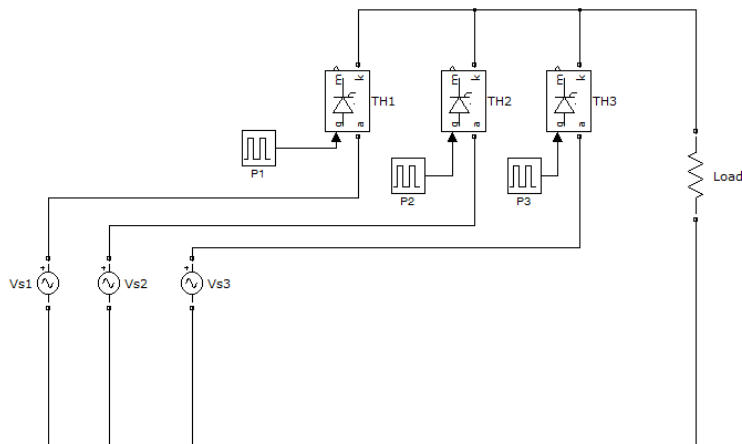 m
k
g
a
TH1
m
k
g
a
TH2
m
k
g
a
TH3
P1
P2
P3
Load
+
Vs1
+
Vs2
+
Vs3